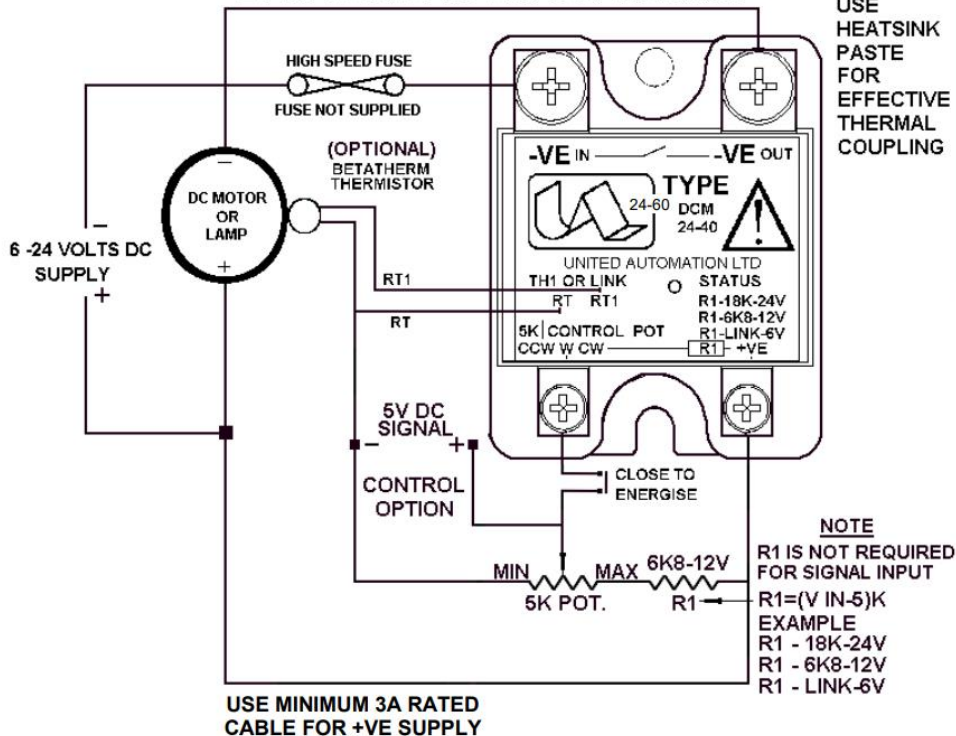 USE
HEATSINK
PASTE
FOR
EFFECTIVE
THERMAL
COUPLING
HIGH SPEED FUSE
FUSE NOT SUPPLIED
(OPTIONAL)
BETATHERM
THERMISTOR
DC MOTOR
OR
LAMP
−
+
6 -24 VOLTS DC
SUPPLY
−
+
-VE IN -VE OUT
TYPE
24-60 DCM
24-40
UNITED AUTOMATION LTD
TH1 OR LINK STATUS
RT RT1 R1-18K-24V
R1-6K8-12V
5K CONTROL POT R1-LINK-6V
CCW W CW R1 +VE
RT1
RT
5V DC
SIGNAL
− +
CONTROL
OPTION
CLOSE TO
ENERGISE
MIN MAX 6K8-12V
5K POT. R1
NOTE
R1 IS NOT REQUIRED
FOR SIGNAL INPUT
R1=(V IN-5)K
EXAMPLE
R1 - 18K-24V
R1 - 6K8-12V
R1 - LINK-6V
USE MINIMUM 3A RATED
CABLE FOR +VE SUPPLY